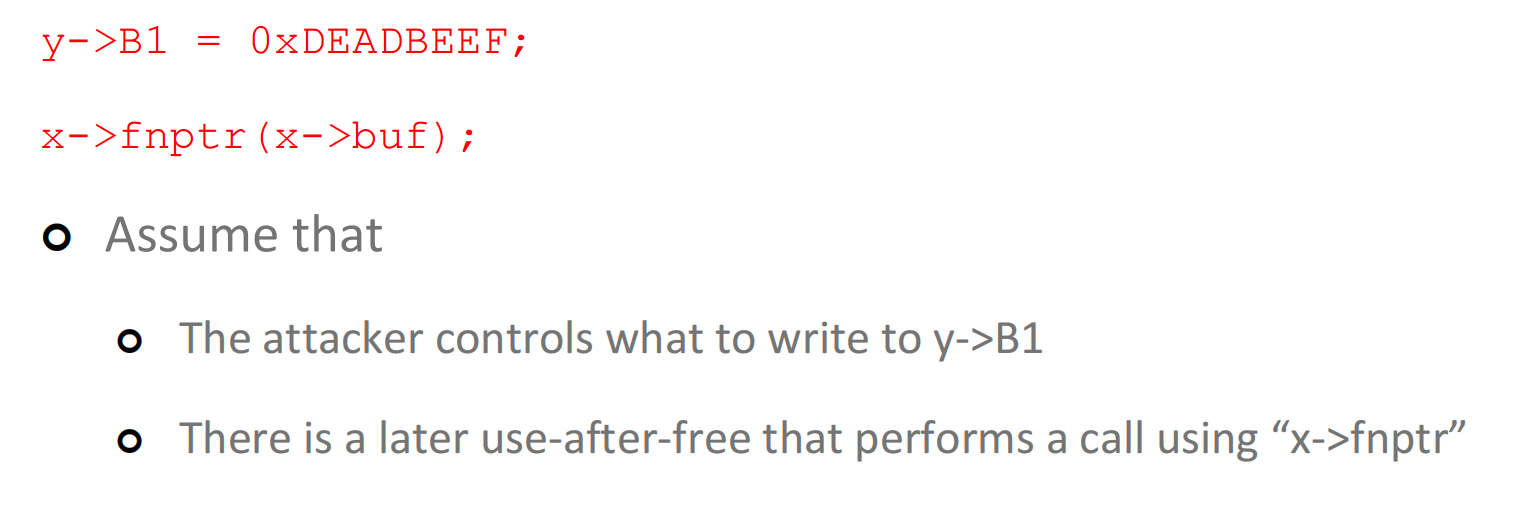 y->B1 = 0xDEADBEEF;
x->fnptr(x->buf);
Assume that
The attacker controls what to write to y->B1
There is a later use-after-free that performs a call using “x->fnptr”